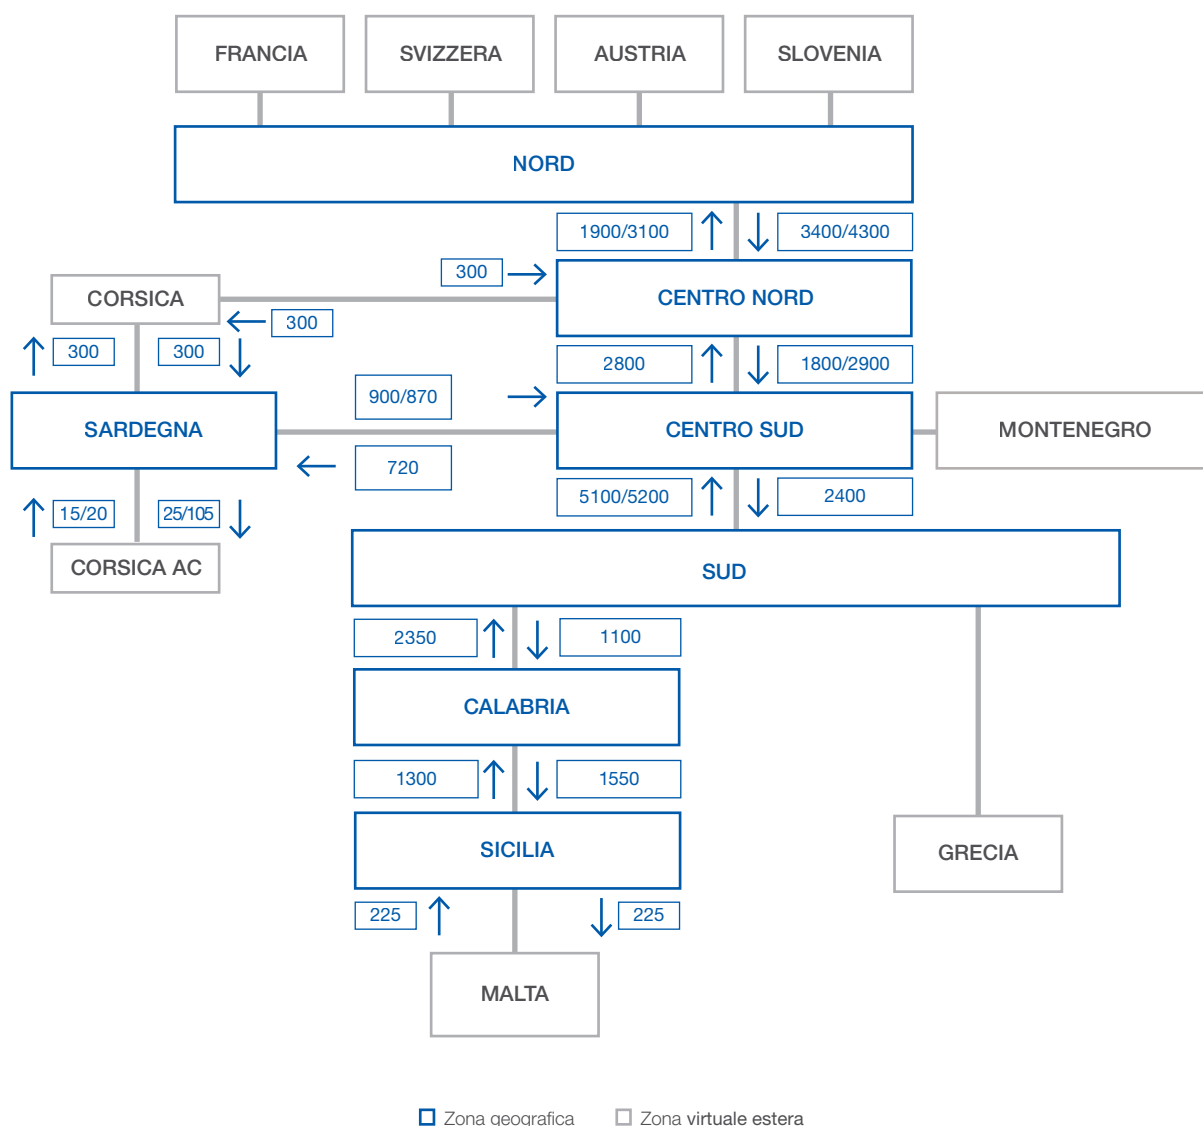 FRANCIA SVIZZERA AUSTRIA SLOVENIA
NORD
1900/3100 3400/4300
300
CORSICA CENTRO NORD
300
300 300 2800 1800/2900
900/870
SARDEGNA CENTRO SUD MONTENEGRO
720
15/20 25/105 5100/5200 2400
CORSICA AC SUD
2350 1100
CALABRIA
1300 1550
SICILIA GRECIA
225 225
MALTA
Zona geografica Zona virtuale estera